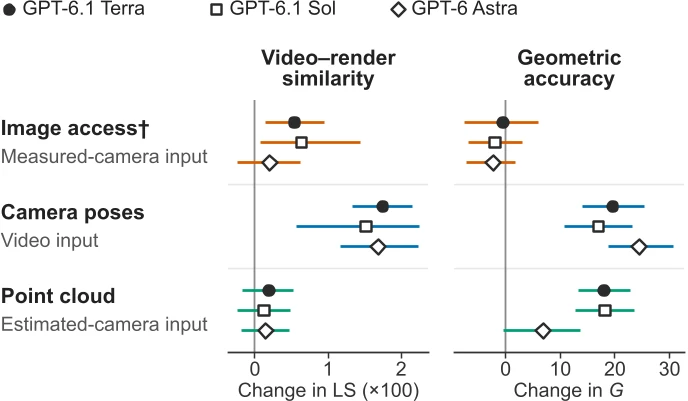 GPT-6.1 Terra GPT-6.1 Sol GPT-6 Astra
Video–render
similarity
Geometric
accuracy
Image access†
Measured-camera input
Camera poses
Video input
Point cloud
Estimated-camera input
0 1 2
Change in LS (×100)
0 10 20 30
Change in G